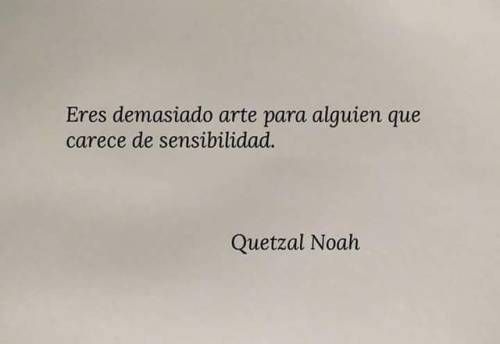 Eres demasiado arte para alguien que
carece de sensibilidad.
Quetzal Noah